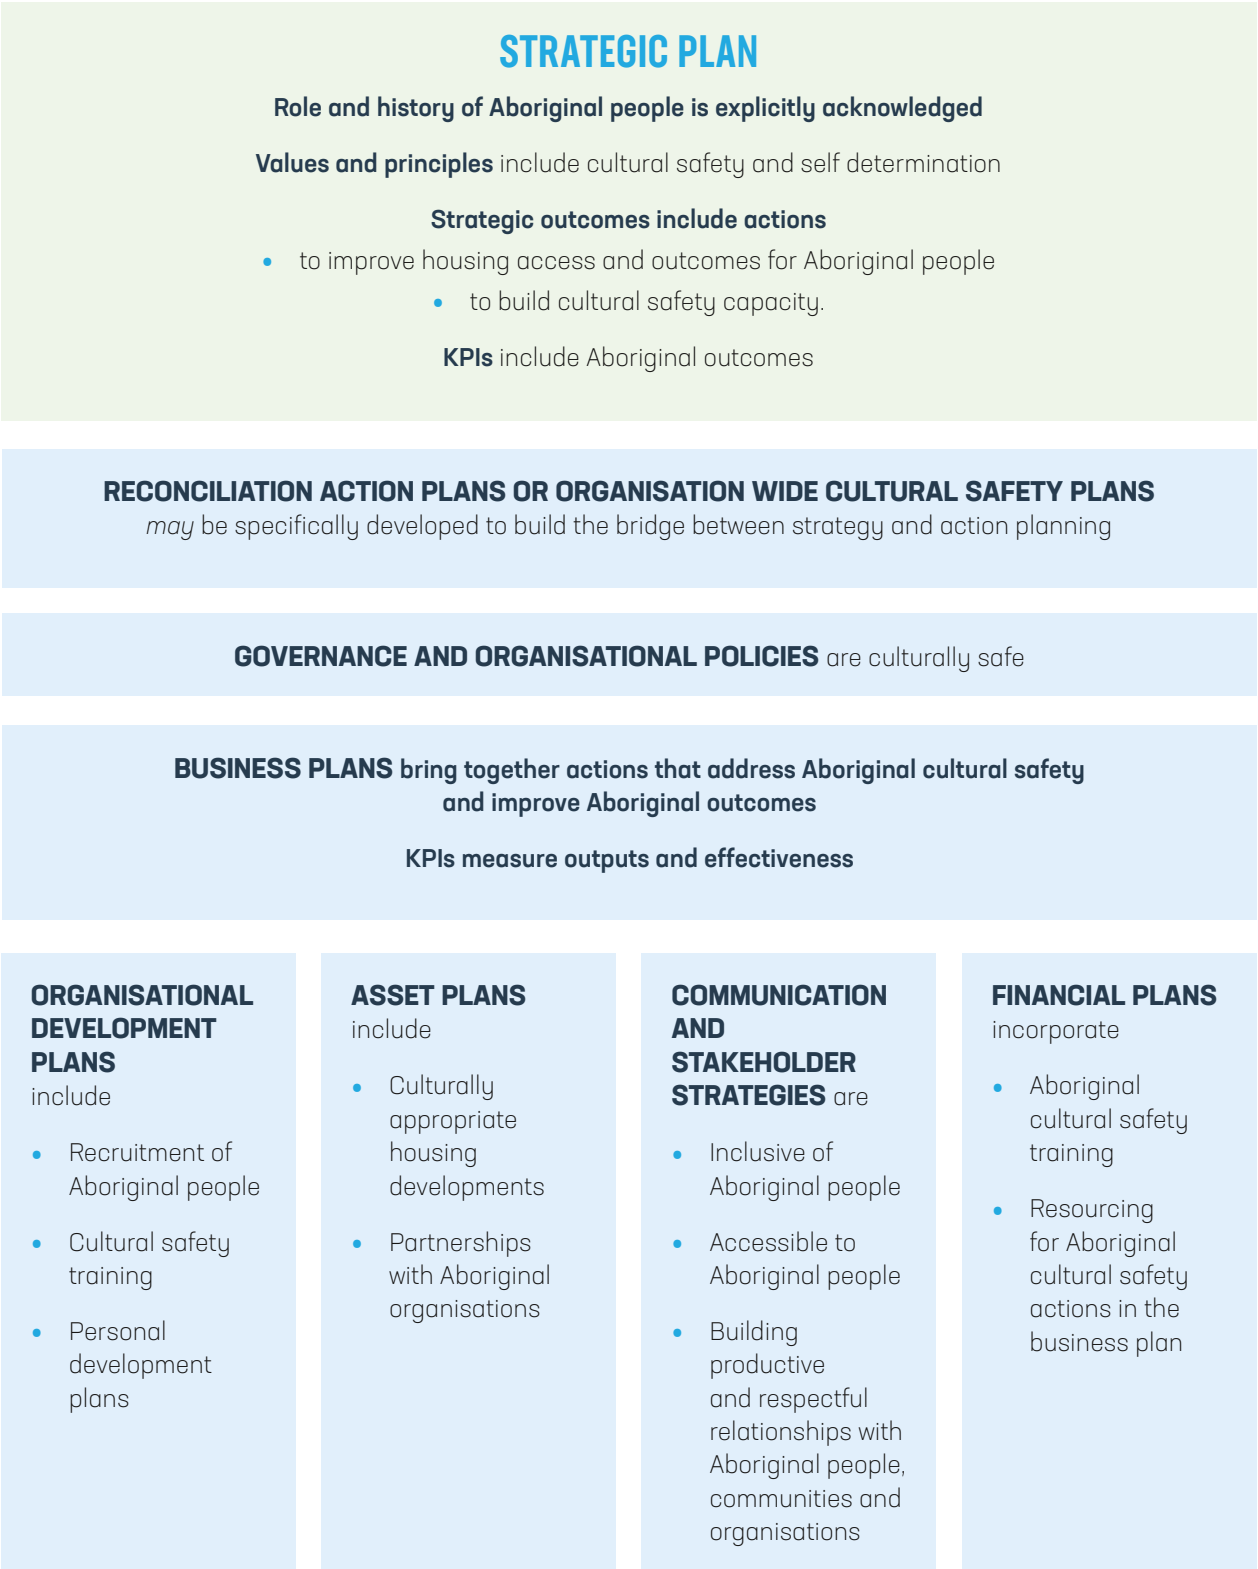 STRATEGIC PLAN
Role and history of Aboriginal people is explicitly acknowledged
Values and principles include cultural safety and self determination
Strategic outcomes include actions
• to improve housing access and outcomes for Aboriginal people
• to build cultural safety capacity.
KPIs include Aboriginal outcomes
RECONCILIATION ACTION PLANS OR ORGANISATION WIDE CULTURAL SAFETY PLANS
may be specifically developed to build the bridge between strategy and action planning
GOVERNANCE AND ORGANISATIONAL POLICIES are culturally safe
BUSINESS PLANS bring together actions that address Aboriginal cultural safety
and improve Aboriginal outcomes
KPIs measure outputs and effectiveness
ORGANISATIONAL
DEVELOPMENT
PLANS
include
• Recruitment of
Aboriginal people
• Cultural safety
training
• Personal
development
plans
ASSET PLANS
include
• Culturally
appropriate
housing
developments
• Partnerships
with Aboriginal
organisations
COMMUNICATION
AND
STAKEHOLDER
STRATEGIES are
• Inclusive of
Aboriginal people
• Accessible to
Aboriginal people
• Building
productive
and respectful
relationships with
Aboriginal people,
communities and
organisations
FINANCIAL PLANS
incorporate
• Aboriginal
cultural safety
training
• Resourcing
for Aboriginal
cultural safety
actions in the
business plan